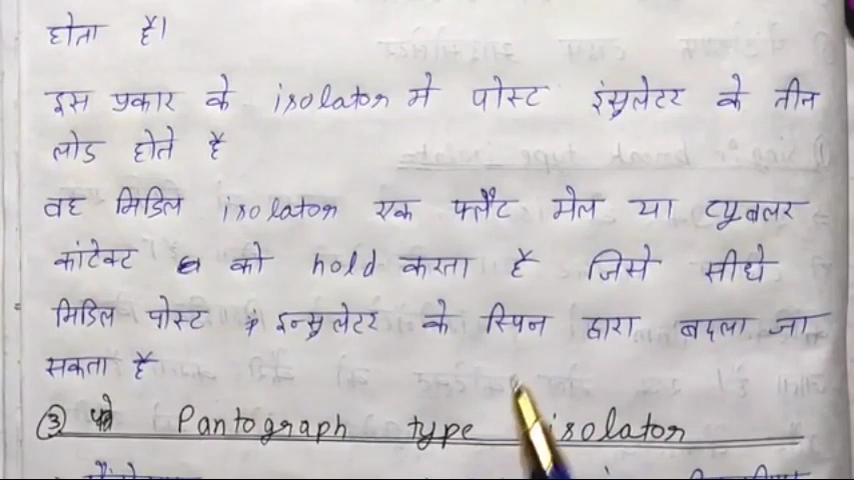 होता है।
इस प्रकार के isolator मे पोस्ट इंसुलेटर के तीन
लोड होते है
वह मिडिल isolator एक फ्लैट मेल या ट्यूबलर
कांटेक्ट को hold करता है जिसे सीधे
मिडिल पोस्ट इन्सुलेटर के स्पिन द्वारा बदला जा
सकता है
③ Pantograph type isolator